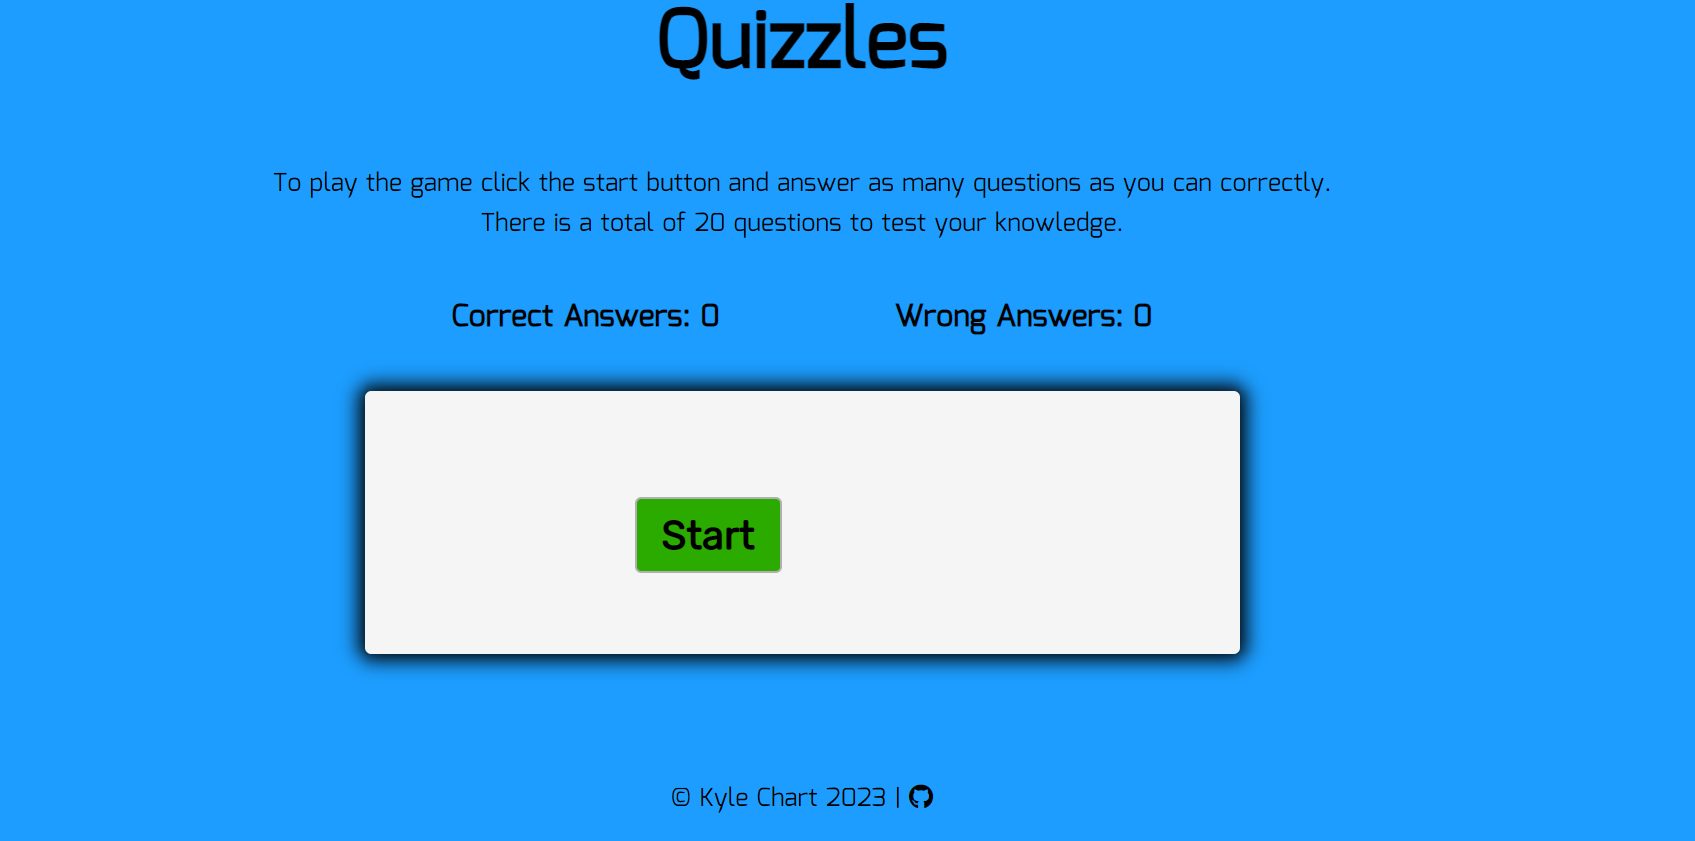 Quizzles
To play the game click the start button and answer as many questions as you can correctly.
There is a total of 20 questions to test your knowledge.
Correct Answers: 0
Wrong Answers: 0
Start
© Kyle Chart 2023 |